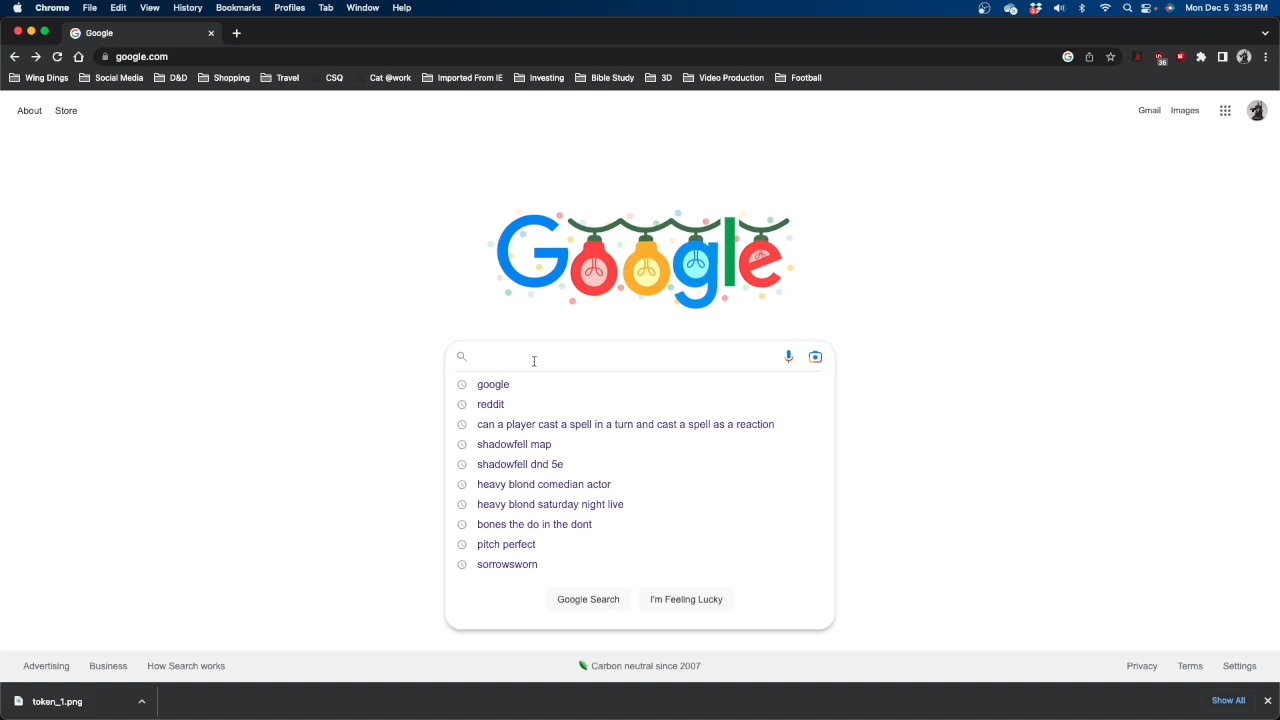 Chrome File Edit View History Bookmarks Profiles Tab Window Help Mon Dec 5 3:35 PM
Google
google.com
Wing Dings Social Media D&D Shopping Travel CSQ Cat @work Imported From IE Investing Bible Study 3D Video Production Football
About Store Gmail Images
Google
google
reddit
can a player cast a spell in a turn and cast a spell as a reaction
shadowfell map
shadowfell dnd 5e
heavy blond comedian actor
heavy blond saturday night live
bones the do in the dont
pitch perfect
sorrowsworn
Google Search I'm Feeling Lucky
Advertising Business How Search works Carbon neutral since 2007 Privacy Terms Settings
token_1.png Show All